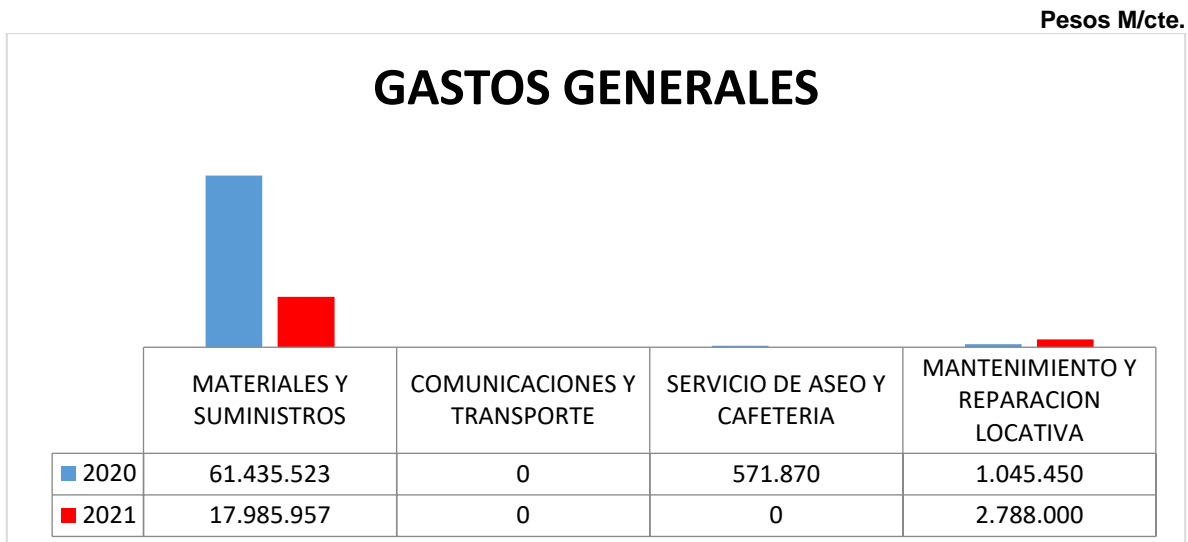 Pesos M/cte.
GASTOS GENERALES
MATERIALES Y
SUMINISTROS
COMUNICACIONES Y
TRANSPORTE
SERVICIO DE ASEO Y
CAFETERIA
MANTENIMIENTO Y
REPARACION
LOCATIVA
2020 61.435.523 0 571.870 1.045.450
2021 17.985.957 0 0 2.788.000